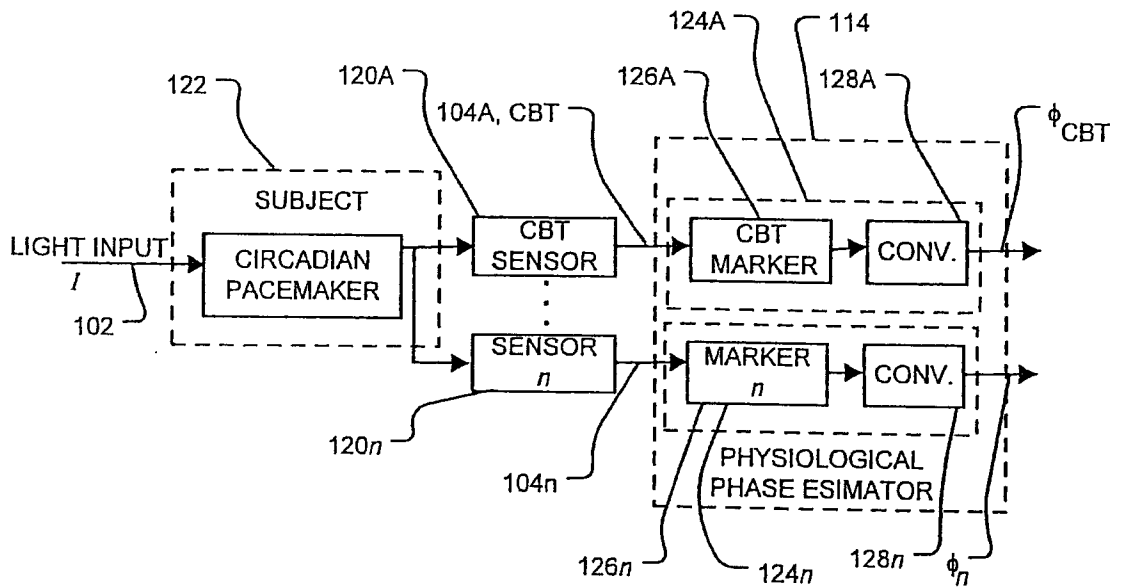 124A
114
122
120A
104A, CBT
126A
128A
ϕCBT
SUBJECT
LIGHT INPUT
I
102
CIRCADIAN
PACEMAKER
CBT
SENSOR
CBT
MARKER
CONV.
SENSOR
n
MARKER
n
CONV.
120n
104n
PHYSIOLOGICAL
PHASE ESIMATOR
126n
124n
128n
ϕn